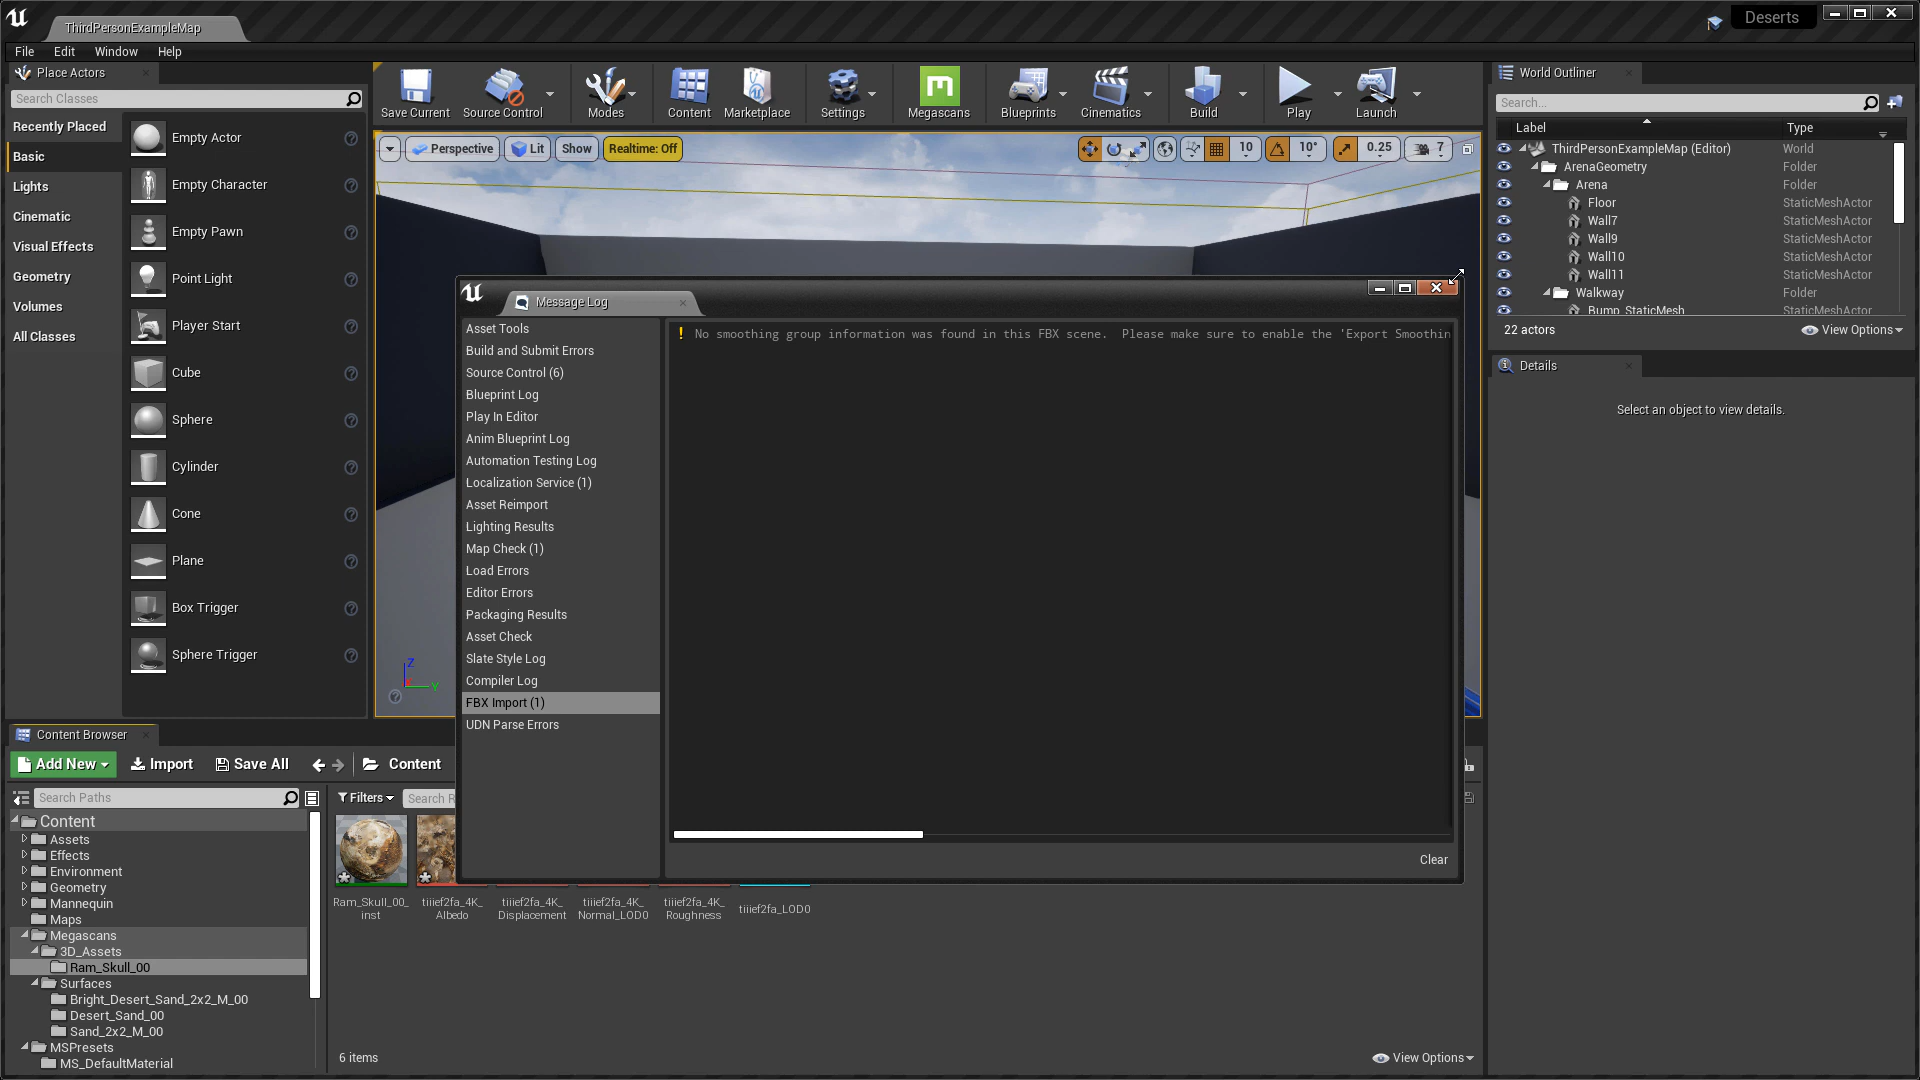 ThirdPersonExampleMap
Deserts
File Edit Window Help
Place Actors
Search Classes
Recently Placed
Basic
Lights
Cinematic
Visual Effects
Geometry
Volumes
All Classes
Empty Actor
Empty Character
Empty Pawn
Point Light
Player Start
Cube
Sphere
Cylinder
Cone
Plane
Box Trigger
Sphere Trigger
Save Current
Source Control
Modes
Content
Marketplace
Settings
Megascans
Blueprints
Cinematics
Build
Play
Launch
Perspective
Lit
Show
Realtime: Off
10
10°
0.25
7
Z
Y
World Outliner
Search...
Label Type
ThirdPersonExampleMap (Editor) World
ArenaGeometry Folder
Arena Folder
Floor StaticMeshActor
Wall7 StaticMeshActor
Wall9 StaticMeshActor
Wall10 StaticMeshActor
Wall11 StaticMeshActor
Walkway Folder
Bump_StaticMesh StaticMeshActor
22 actors
View Options
Details
Select an object to view details.
Message Log
Asset Tools
Build and Submit Errors
Source Control (6)
Blueprint Log
Play In Editor
Anim Blueprint Log
Automation Testing Log
Localization Service (1)
Asset Reimport
Lighting Results
Map Check (1)
Load Errors
Editor Errors
Packaging Results
Asset Check
Slate Style Log
Compiler Log
FBX Import (1)
UDN Parse Errors
! No smoothing group information was found in this FBX scene. Please make sure to enable the 'Export Smoothin
Clear
Content Browser
Add New
Import
Save All
Content
Search Paths
Filters
Search R
Content
Assets
Effects
Environment
Geometry
Mannequin
Maps
Megascans
3D_Assets
Ram_Skull_00
Surfaces
Bright_Desert_Sand_2x2_M_00
Desert_Sand_00
Sand_2x2_M_00
MSPresets
MS_DefaultMaterial
Ram_Skull_00_
inst
tiiief2fa_4K_
Albedo
tiiief2fa_4K_
Displacement
tiiief2fa_4K_
Normal_LOD0
tiiief2fa_4K_
Roughness
tiiief2fa_LOD0
6 items
View Options